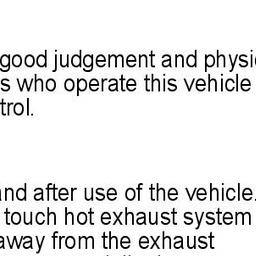 good judgement and physi
s who operate this vehicle
trol.
and after use of the vehicle.
touch hot exhaust system
away from the exhaust